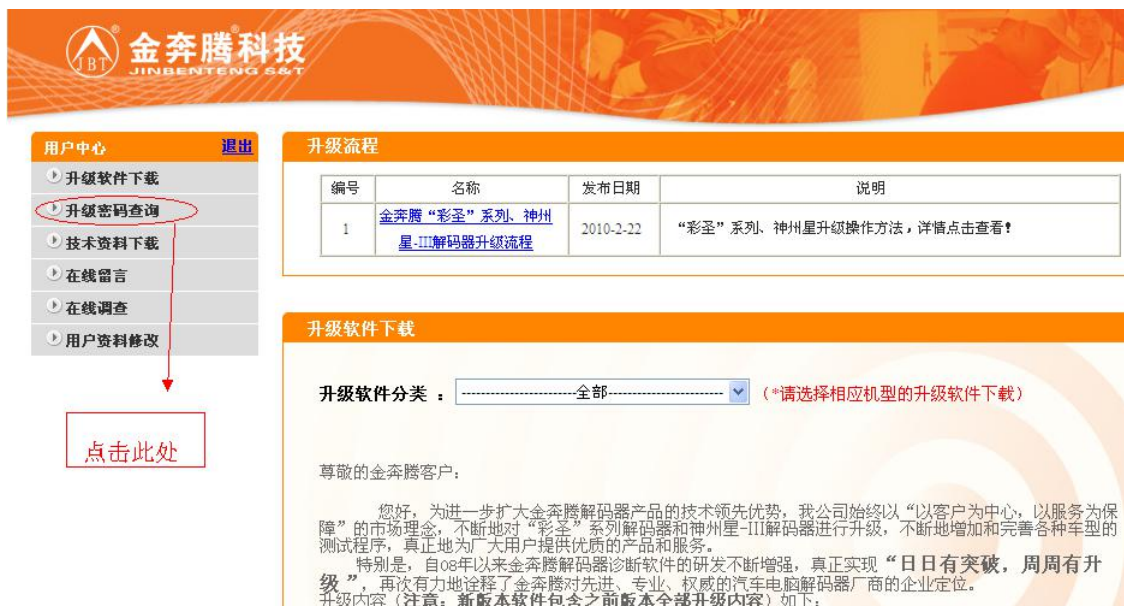 JBT
金奔腾科技
JINBENTENG S&T
用户中心 退出
升级软件下载
升级密码查询
技术资料下载
在线留言
在线调查
用户资料修改
点击此处
升级流程
编号 名称 发布日期 说明
1 金奔腾“彩圣”系列、神州星-III解码器升级流程 2010-2-22 “彩圣”系列、神州星升级操作方法，详情点击查看！
升级软件下载
升级软件分类 ： ----------------------全部---------------------- （*请选择相应机型的升级软件下载）
尊敬的金奔腾客户：
您好，为进一步扩大金奔腾解码器产品的技术领先优势，我公司始终以“以客户为中心，以服务为保
障”的市场理念，不断地对“彩圣”系列解码器和神州星-III解码器进行升级，不断地增加和完善各种车型的
测试程序，真正地为广大用户提供优质的产品和服务。
特别是，自08年以来金奔腾解码器诊断软件的研发不断增强，真正实现“日日有突破，周周有升
级 ”，再次有力地诠释了金奔腾对先进、专业、权威的汽车电脑解码器厂商的企业定位。
升级内容（注意：新版本软件包含之前版本全部升级内容）如下：